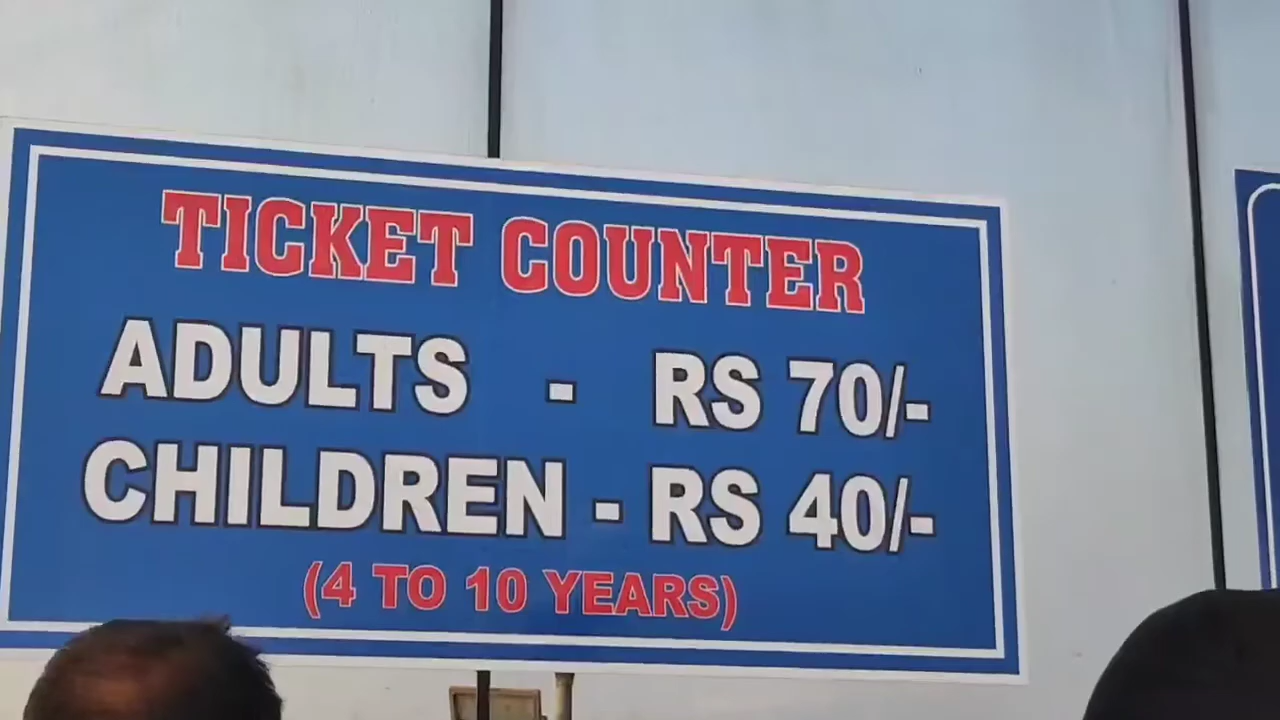 TICKET COUNTER
ADULTS - RS 70/-
CHILDREN - RS 40/-
(4 TO 10 YEARS)